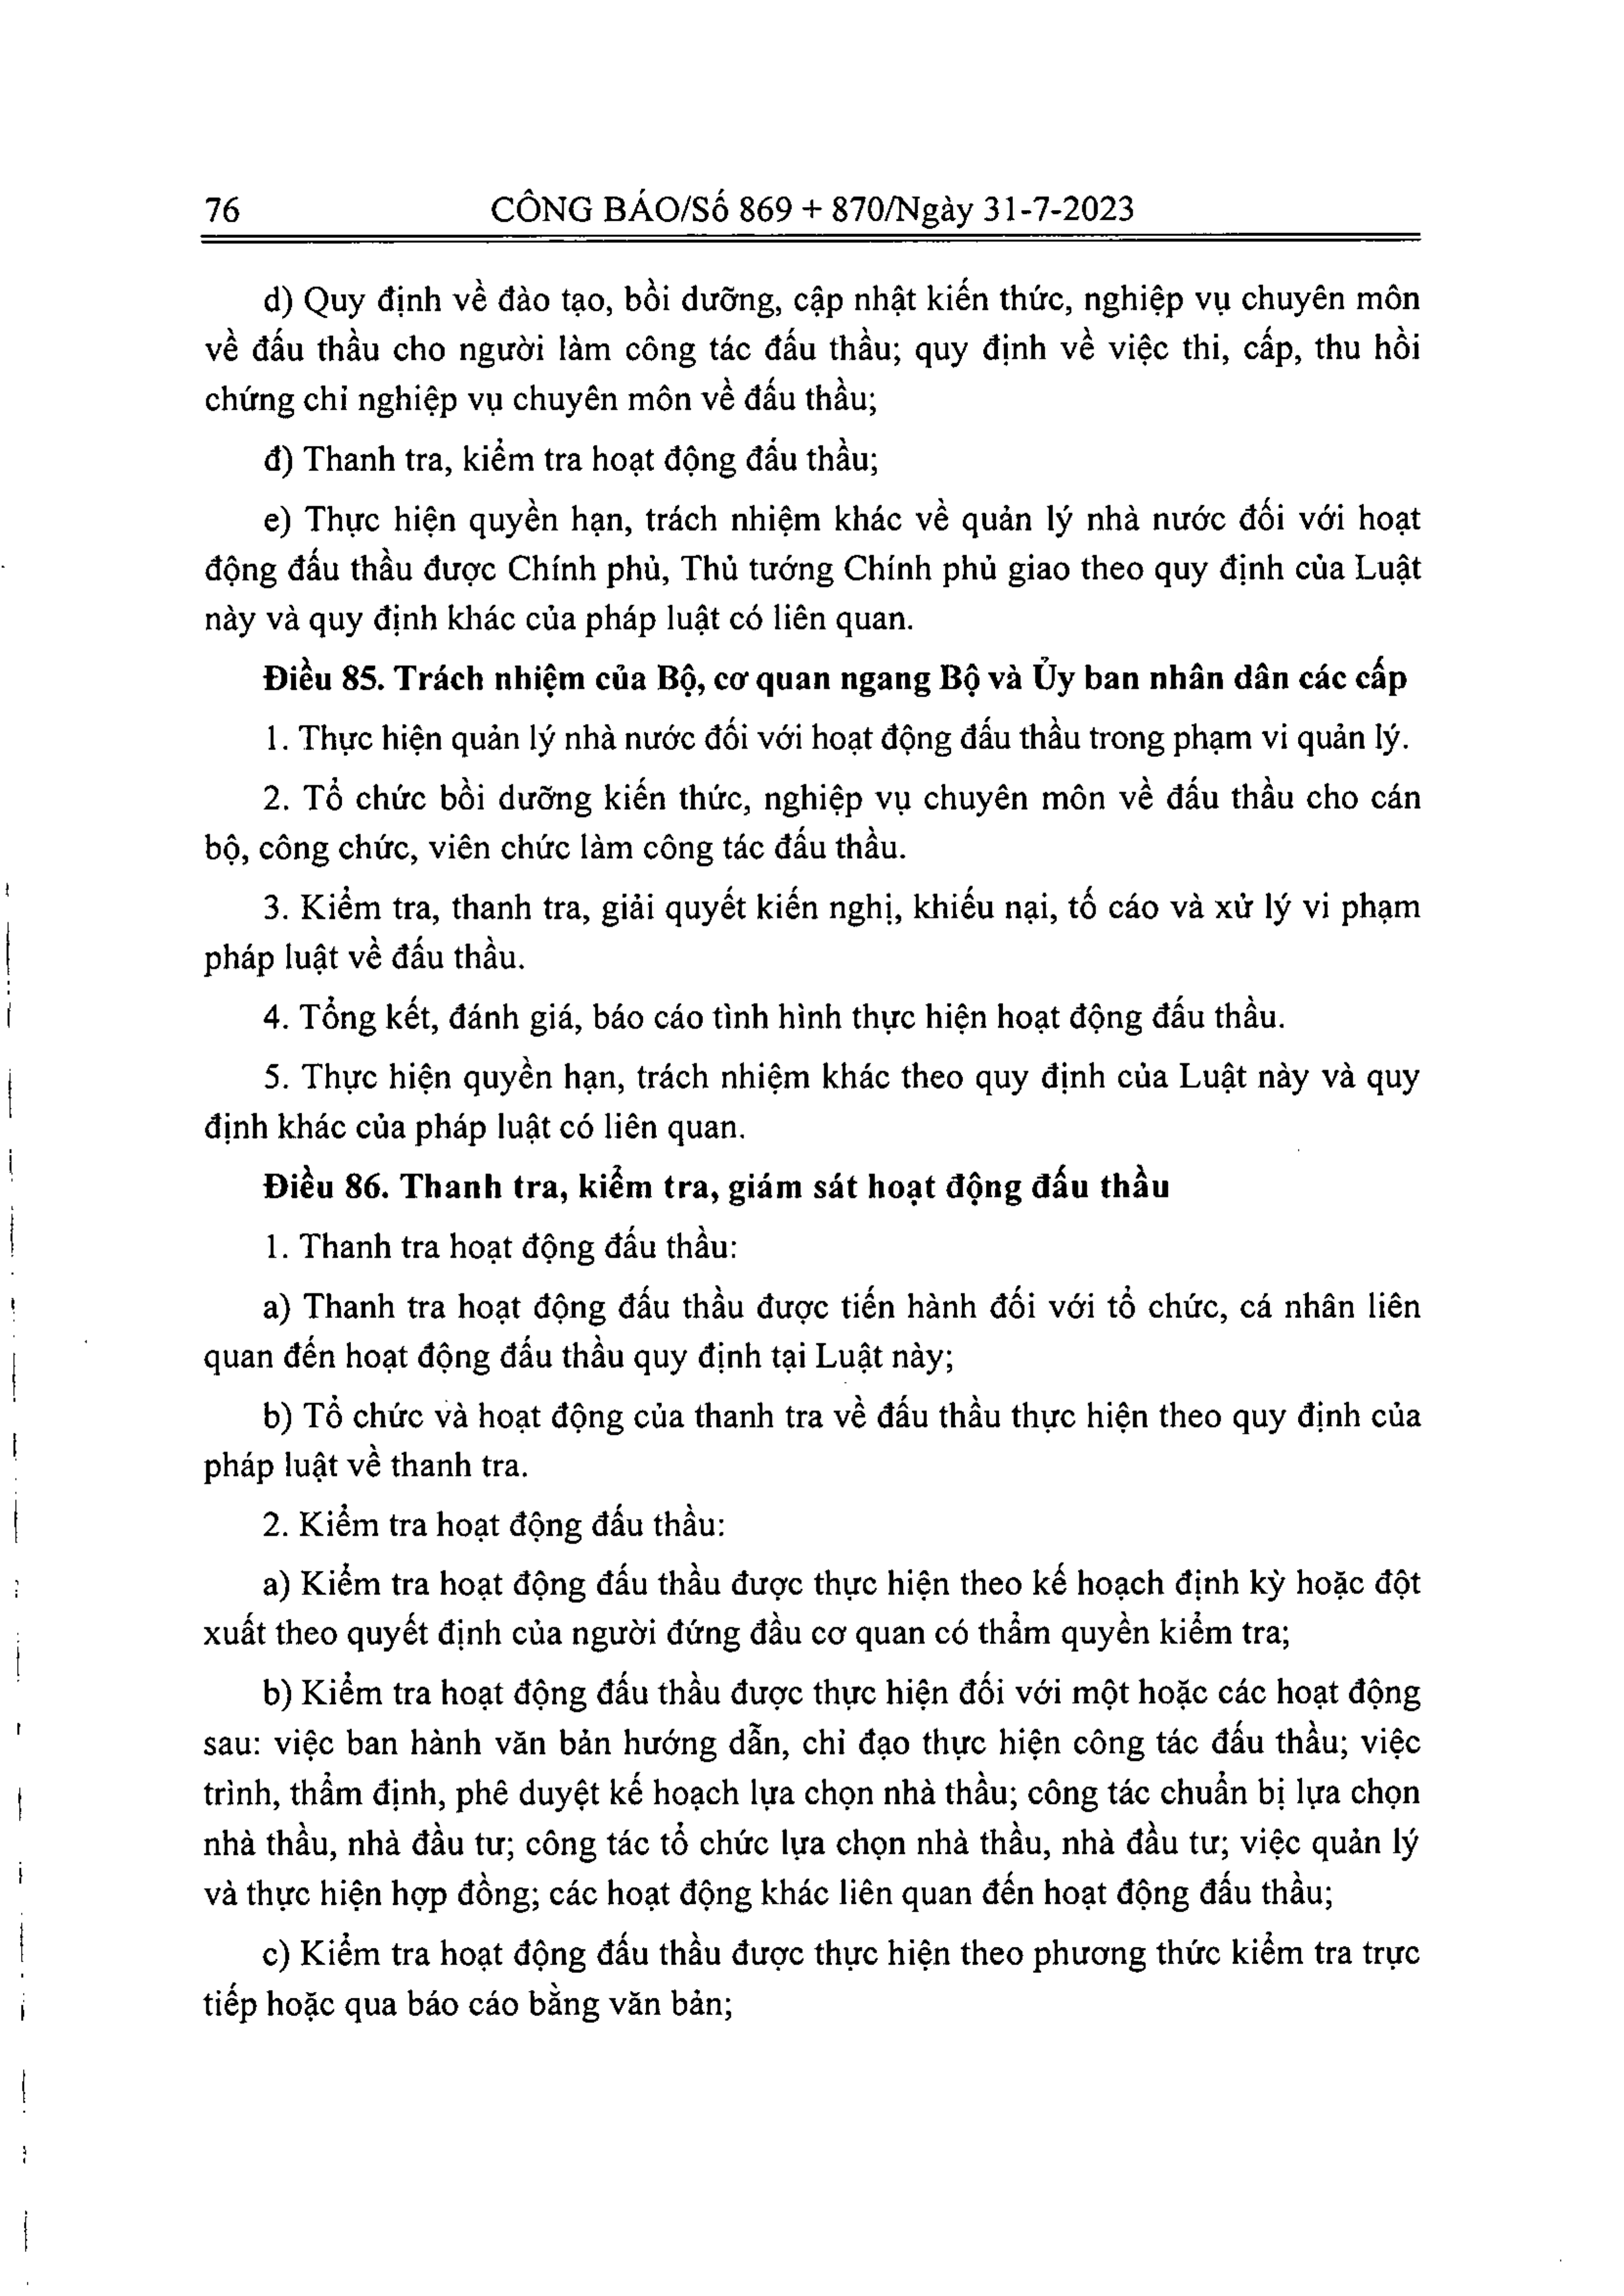 76 CÔNG BÁO/Số 869 + 870/Ngày 31-7-2023
d) Quy định về đào tạo, bồi dưỡng, cập nhật kiến thức, nghiệp vụ chuyên môn
về đấu thầu cho người làm công tác đấu thầu; quy định về việc thi, cấp, thu hồi
chứng chỉ nghiệp vụ chuyên môn về đấu thầu;
đ) Thanh tra, kiểm tra hoạt động đấu thầu;
e) Thực hiện quyền hạn, trách nhiệm khác về quản lý nhà nước đối với hoạt
động đấu thầu được Chính phủ, Thủ tướng Chính phủ giao theo quy định của Luật
này và quy định khác của pháp luật có liên quan.
Điều 85. Trách nhiệm của Bộ, cơ quan ngang Bộ và Ủy ban nhân dân các cấp
1. Thực hiện quản lý nhà nước đối với hoạt động đấu thầu trong phạm vi quản lý.
2. Tổ chức bồi dưỡng kiến thức, nghiệp vụ chuyên môn về đấu thầu cho cán
bộ, công chức, viên chức làm công tác đấu thầu.
3. Kiểm tra, thanh tra, giải quyết kiến nghị, khiếu nại, tố cáo và xử lý vi phạm
pháp luật về đấu thầu.
4. Tổng kết, đánh giá, báo cáo tình hình thực hiện hoạt động đấu thầu.
5. Thực hiện quyền hạn, trách nhiệm khác theo quy định của Luật này và quy
định khác của pháp luật có liên quan.
Điều 86. Thanh tra, kiểm tra, giám sát hoạt động đấu thầu
1. Thanh tra hoạt động đấu thầu:
a) Thanh tra hoạt động đấu thầu được tiến hành đối với tổ chức, cá nhân liên
quan đến hoạt động đấu thầu quy định tại Luật này;
b) Tổ chức và hoạt động của thanh tra về đấu thầu thực hiện theo quy định của
pháp luật về thanh tra.
2. Kiểm tra hoạt động đấu thầu:
a) Kiểm tra hoạt động đấu thầu được thực hiện theo kế hoạch định kỳ hoặc đột
xuất theo quyết định của người đứng đầu cơ quan có thẩm quyền kiểm tra;
b) Kiểm tra hoạt động đấu thầu được thực hiện đối với một hoặc các hoạt động
sau: việc ban hành văn bản hướng dẫn, chỉ đạo thực hiện công tác đấu thầu; việc
trình, thẩm định, phê duyệt kế hoạch lựa chọn nhà thầu; công tác chuẩn bị lựa chọn
nhà thầu, nhà đầu tư; công tác tổ chức lựa chọn nhà thầu, nhà đầu tư; việc quản lý
và thực hiện hợp đồng; các hoạt động khác liên quan đến hoạt động đấu thầu;
c) Kiểm tra hoạt động đấu thầu được thực hiện theo phương thức kiểm tra trực
tiếp hoặc qua báo cáo bằng văn bản;